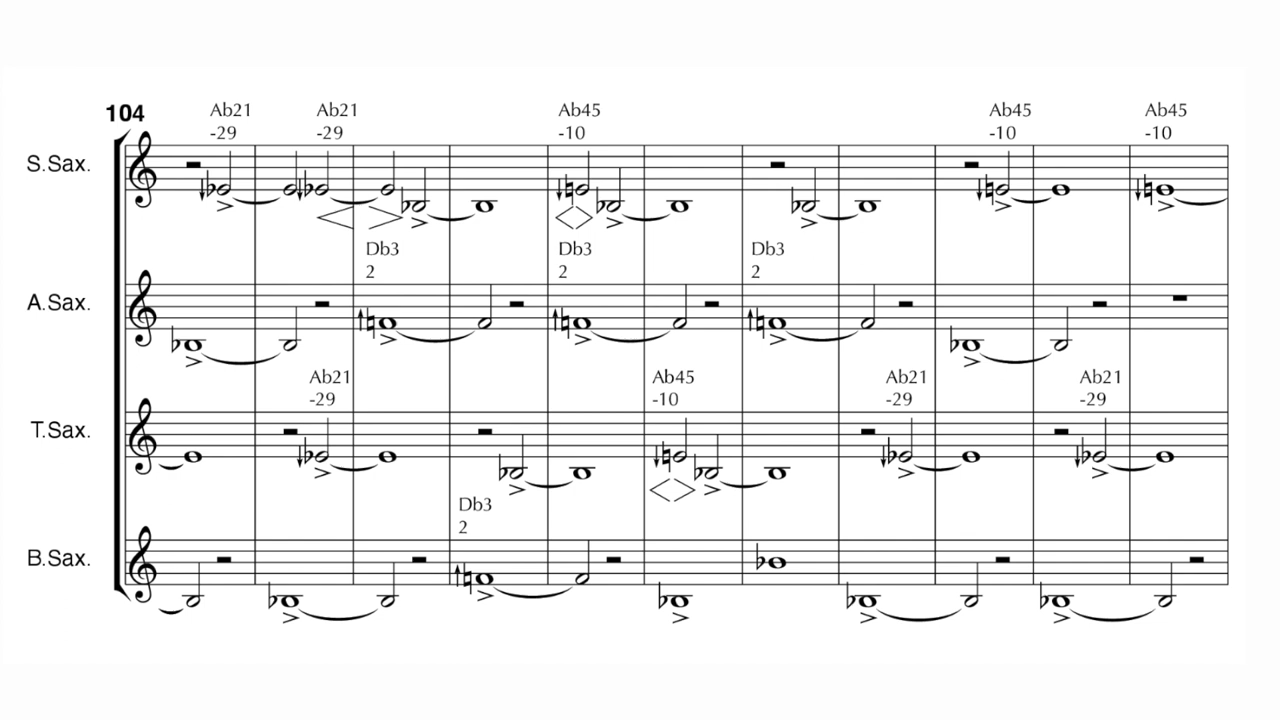 104
Ab21 Ab21 Ab45 Ab45 Ab45
-29 -29 -10 -10 -10
S.Sax.
Db3 Db3 Db3
2 2 2
A.Sax.
Ab21 Ab45 Ab21 Ab21
-29 -10 -29 -29
T.Sax.
Db3
2
B.Sax.